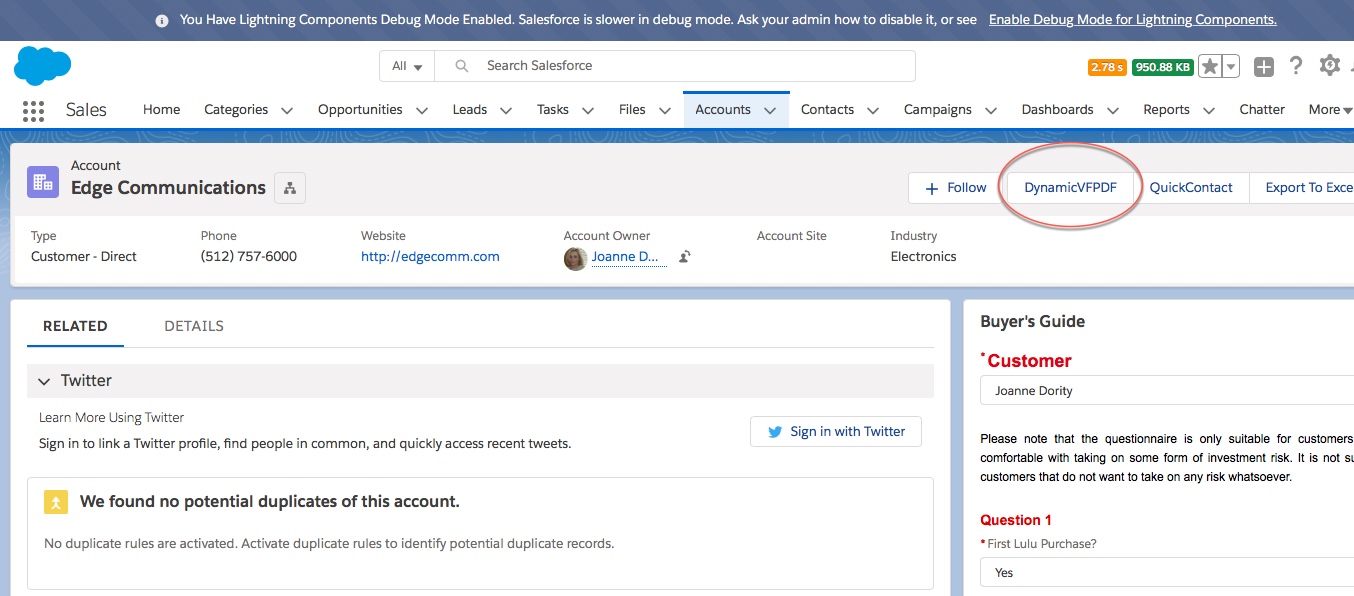 You Have Lightning Components Debug Mode Enabled. Salesforce is slower in debug mode. Ask your admin how to disable it, or see Enable Debug Mode for Lightning Components.
All Search Salesforce 2.78 s 950.88 KB
Sales Home Categories Opportunities Leads Tasks Files Accounts Contacts Campaigns Dashboards Reports Chatter More
Account
Edge Communications
+ Follow DynamicVFPDF QuickContact Export To Exce
Type Phone Website Account Owner Account Site Industry
Customer - Direct (512) 757-6000 http://edgecomm.com Joanne D... Electronics
RELATED DETAILS
Twitter
Learn More Using Twitter
Sign in to link a Twitter profile, find people in common, and quickly access recent tweets.
Sign in with Twitter
We found no potential duplicates of this account.
No duplicate rules are activated. Activate duplicate rules to identify potential duplicate records.
Buyer's Guide
*Customer
Joanne Dority
Please note that the questionnaire is only suitable for customers
comfortable with taking on some form of investment risk. It is not su
customers that do not want to take on any risk whatsoever.
Question 1
*First Lulu Purchase?
Yes